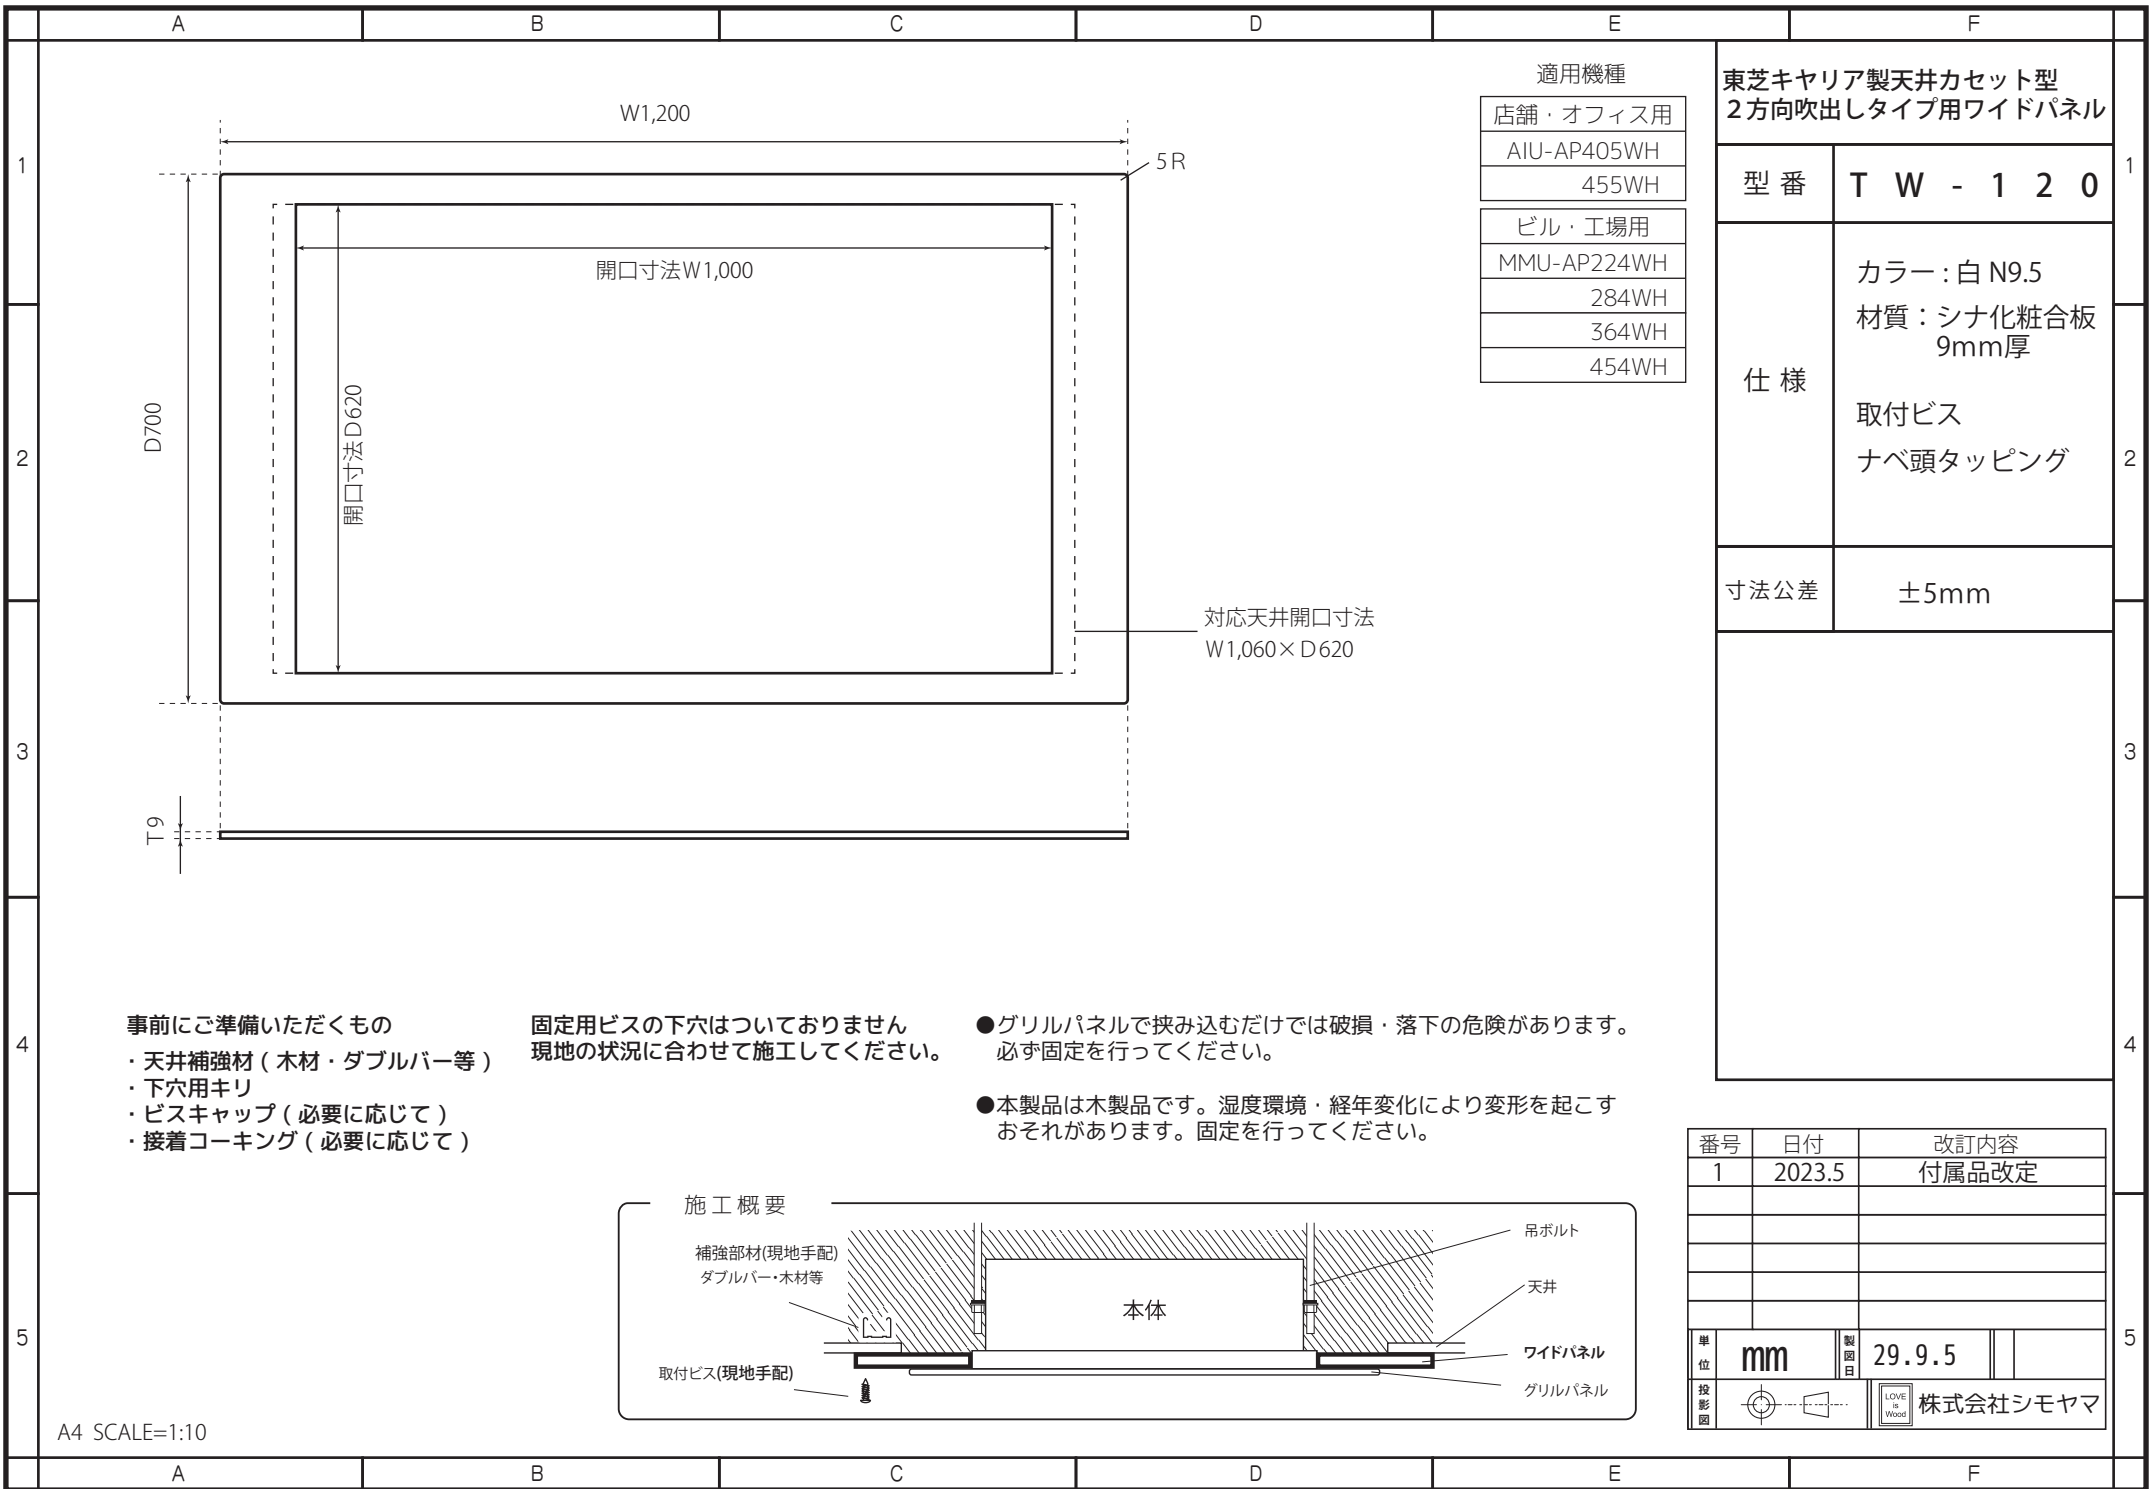 A B C D E F
適用機種
店舗・オフィス用
AIU-AP405WH
455WH
ビル・工場用
MMU-AP224WH
284WH
364WH
454WH
東芝キヤリア製天井カセット型
2方向吹出しタイプ用ワイドパネル
型番 TW-120
仕様
カラー:白 N9.5
材質：シナ化粧合板
9mm厚
取付ビス
ナベ頭タッピング
寸法公差 ±5mm
1
2
3
4
5
1
2
3
4
5
W1,200
5R
開口寸法W1,000
開口寸法D620
D700
対応天井開口寸法
W1,060×D620
T9
事前にご準備いただくもの
・天井補強材(木材・ダブルバー等)
・下穴用キリ
・ビスキャップ(必要に応じて)
・接着コーキング(必要に応じて)
固定用ビスの下穴はついておりません
現地の状況に合わせて施工してください。
●グリルパネルで挟み込むだけでは破損・落下の危険があります。
必ず固定を行ってください。
●本製品は木製品です。湿度環境・経年変化により変形を起こす
おそれがあります。固定を行ってください。
施工概要
補強部材(現地手配)
ダブルバー・木材等
取付ビス(現地手配)
本体
吊ボルト
天井
ワイドパネル
グリルパネル
番号 日付 改訂内容
1 2023.5 付属品改定
単位 mm 製図日 29.9.5
投影図
LOVE
is
Wood
株式会社シモヤマ
A4 SCALE=1:10
A B C D E F